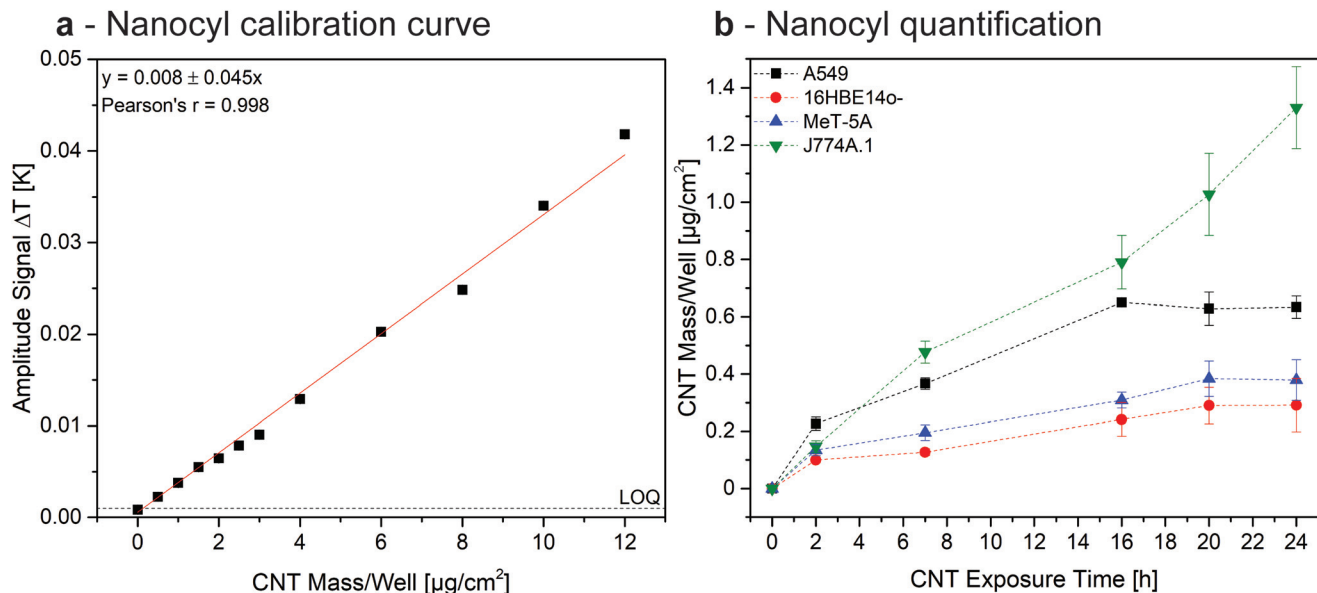 a - Nanocyl calibration curve
0.05
0.04
0.03
0.02
0.01
0.00
Amplitude Signal ΔT [K]
y = 0.008 ± 0.045x
Pearson's r = 0.998
LOQ
0 2 4 6 8 10 12
CNT Mass/Well [µg/cm²]
b - Nanocyl quantification
1.4
1.2
1.0
0.8
0.6
0.4
0.2
0
CNT Mass/Well [µg/cm²]
A549
16HBE14o-
MeT-5A
J774A.1
0 2 4 6 8 10 12 14 16 18 20 22 24
CNT Exposure Time [h]